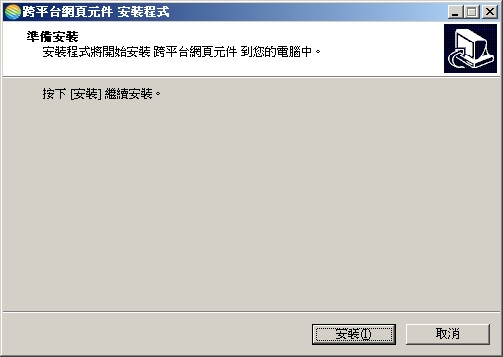 跨平台網頁元件 安裝程式
準備安裝
安裝程式將開始安裝 跨平台網頁元件 到您的電腦中。
按下 [安裝] 繼續安裝。
安裝(I)
取消